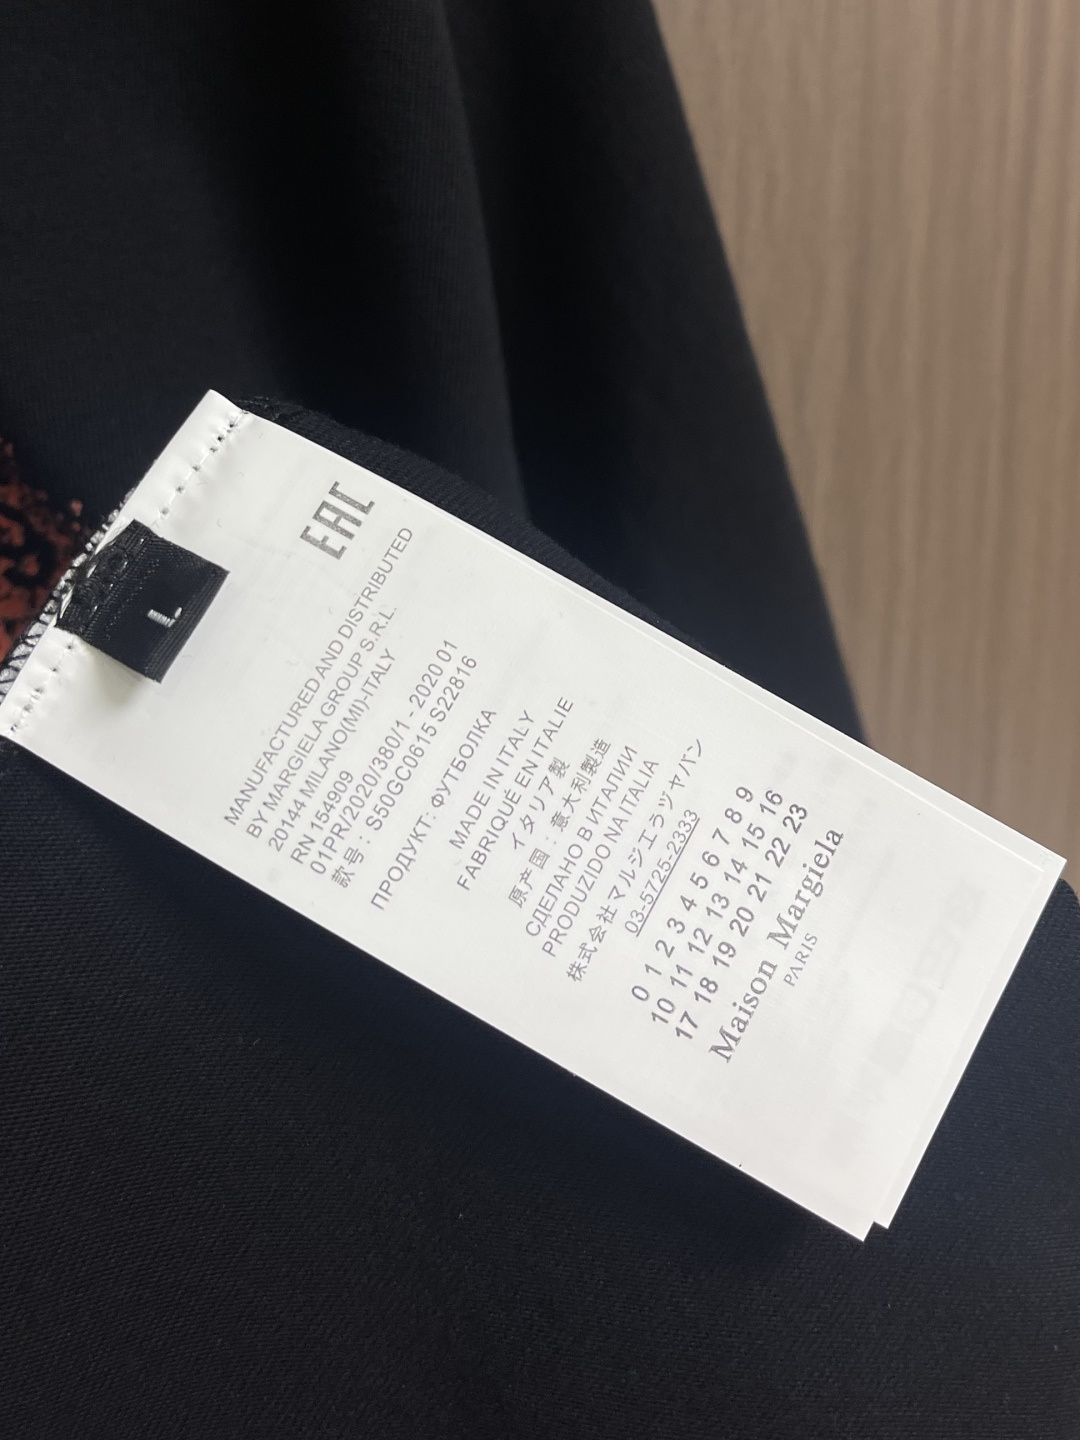 L
EAC
MANUFACTURED AND DISTRIBUTED
BY MARGIELA GROUP S.R.L.
20144 MILANO(MI)-ITALY
RN 154909
01PR/2020/380/1 - 2020 01
款号: S50GC0615 S22816
ПРОДУКТ: ФУТБОЛКА
MADE IN ITALY
FABRIQUÉ EN ITALIE
イタリア製
原产国: 意大利製造
СДЕЛАНО В ИТАЛИИ
PRODUZIDO NA ITALIA
株式会社マルジエラヅャバン
03-5725-2333
0 1 2 3 4 5 6 7 8 9
10 11 12 13 14 15 16
17 18 19 20 21 22 23
Maison Margiela
PARIS